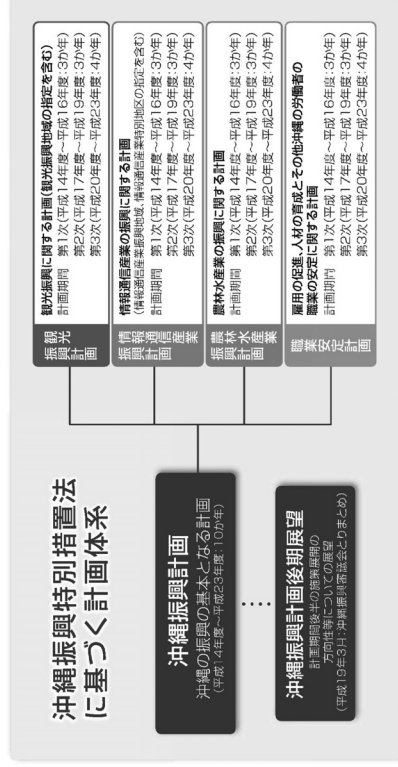 沖縄振興特別措置法
に基づく計画体系
沖縄振興計画
沖縄の振興の基本となる計画
(平成14年度〜平成23年度:10か年)
沖縄振興計画後期展望
計画期間後半の施策展開の
方向性等についての展望
(平成19年3月:沖縄振興審議会とりまとめ)
観光
振興計画
観光振興に関する計画(観光振興地域の指定を含む)
計画期間 第1次(平成14年度〜平成16年度:3か年)
第2次(平成17年度〜平成19年度:3か年)
第3次(平成20年度〜平成23年度:4か年)
情報通信産業
振興計画
情報通信産業の振興に関する計画
(情報通信産業振興地域、情報通信産業特別地区の指定を含む)
計画期間 第1次(平成14年度〜平成16年度:3か年)
第2次(平成17年度〜平成19年度:3か年)
第3次(平成20年度〜平成23年度:4か年)
農林水産業
振興計画
農林水産業の振興に関する計画
計画期間 第1次(平成14年度〜平成16年度:3か年)
第2次(平成17年度〜平成19年度:3か年)
第3次(平成20年度〜平成23年度:4か年)
職業安定計画
雇用の促進、人材の育成とその他沖縄の労働者の
職業の安定に関する計画
計画期間 第1次(平成14年度〜平成16年度:3か年)
第2次(平成17年度〜平成19年度:3か年)
第3次(平成20年度〜平成23年度:4か年)